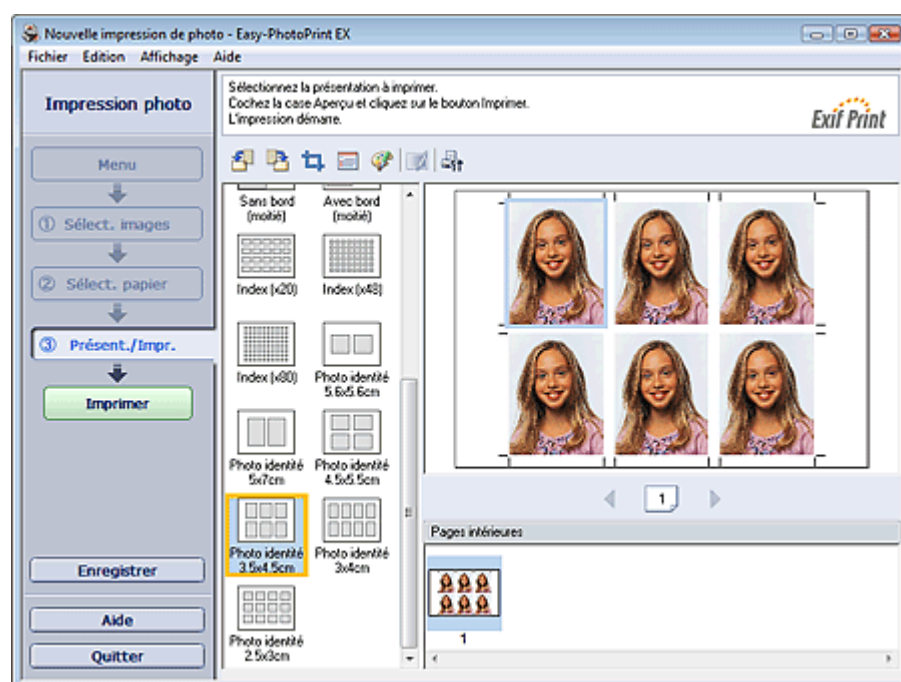 Nouvelle impression de photo - Easy-PhotoPrint EX
Fichier Edition Affichage Aide
Impression photo
Sélectionnez la présentation à imprimer.
Cochez la case Aperçu et cliquez sur le bouton Imprimer.
L'impression démarre.
Exif Print
Menu
① Sélect. images
② Sélect. papier
③ Présent./Impr.
Imprimer
Enregistrer
Aide
Quitter
Sans bord
(moitié)
Avec bord
(moitié)
Index (x20)
Index (x48)
Index (x80)
Photo identité
5.6x5.6cm
Photo identité
5x7cm
Photo identité
4.5x5.5cm
Photo identité
3.5x4.5cm
Photo identité
3x4cm
Photo identité
2.5x3cm
1
Pages intérieures
1